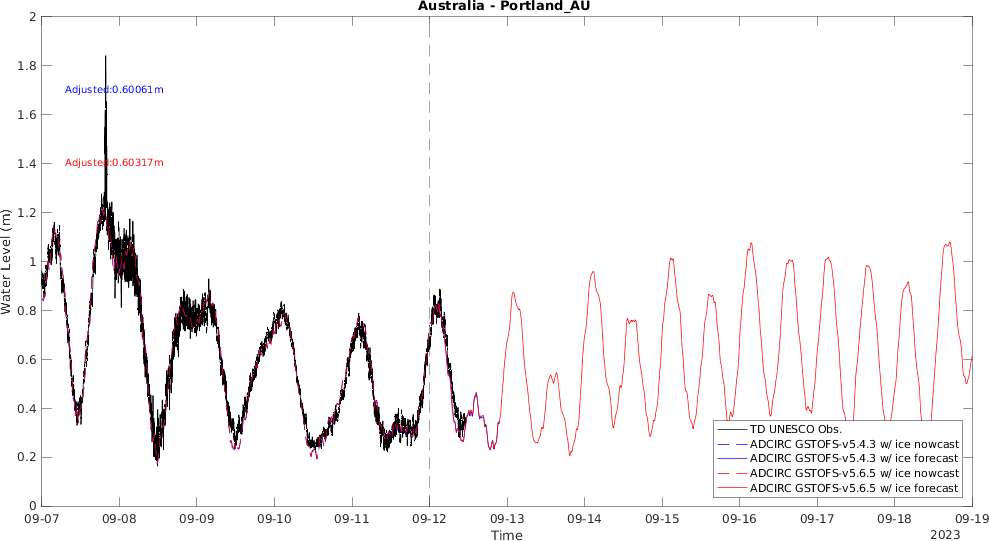 Australia - Portland_AU
2
1.8
1.6
1.4
1.2
1
0.8
0.6
0.4
0.2
0
Water Level (m)
Adjusted:0.60061m
Adjusted:0.60317m
TD UNESCO Obs.
ADCIRC GSTOFS-v5.4.3 w/ ice nowcast
ADCIRC GSTOFS-v5.4.3 w/ ice forecast
ADCIRC GSTOFS-v5.6.5 w/ ice nowcast
ADCIRC GSTOFS-v5.6.5 w/ ice forecast
09-07 09-08 09-09 09-10 09-11 09-12 09-13 09-14 09-15 09-16 09-17 09-18 09-19
Time
2023